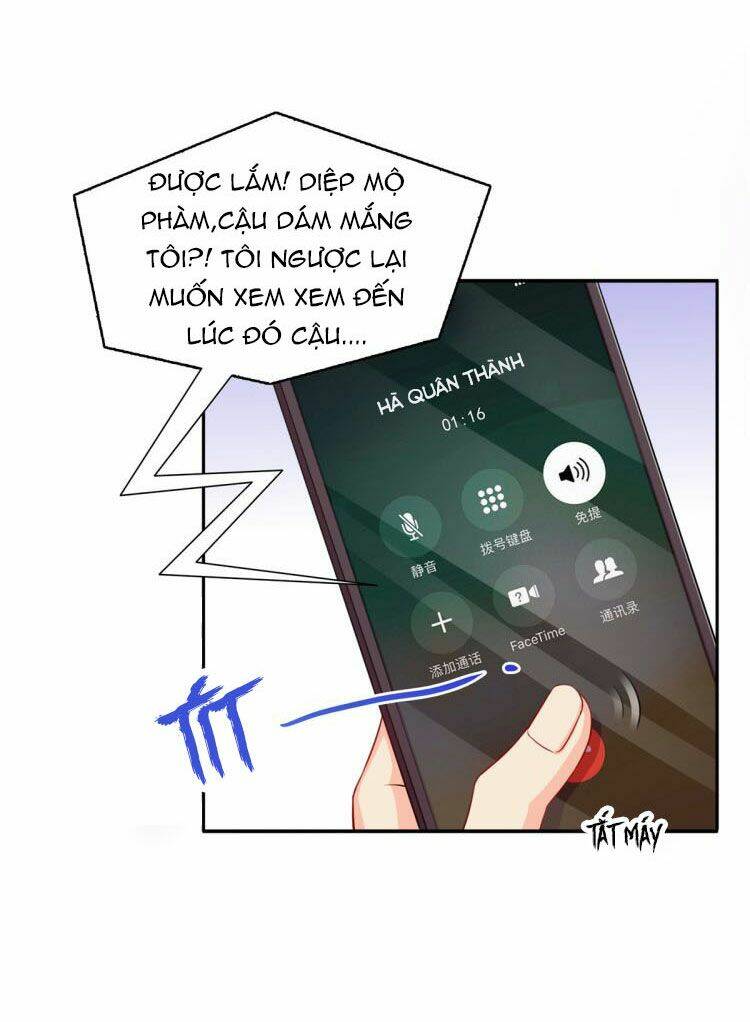 ĐƯỢC LẮM! DIỆP MỘ
PHÀM,CẬU DÁM MẮNG
TÔI?! TÔI NGƯỢC LẠI
MUỐN XEM XEM ĐẾN
LÚC ĐÓ CẬU....
HÃ QUÂN THÀNH
01:16
静音
拨号键盘
免提
添加通话
FaceTime
通讯录
TÍT
TẮT MÁY